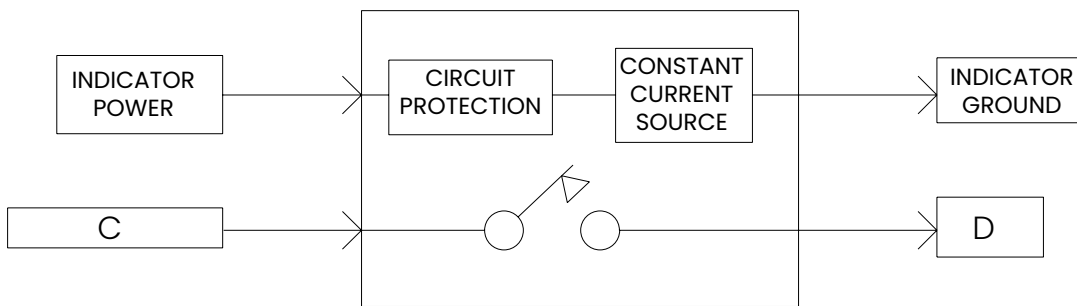 INDICATOR
POWER
CIRCUIT
PROTECTION
CONSTANT
CURRENT
SOURCE
INDICATOR
GROUND
C
D